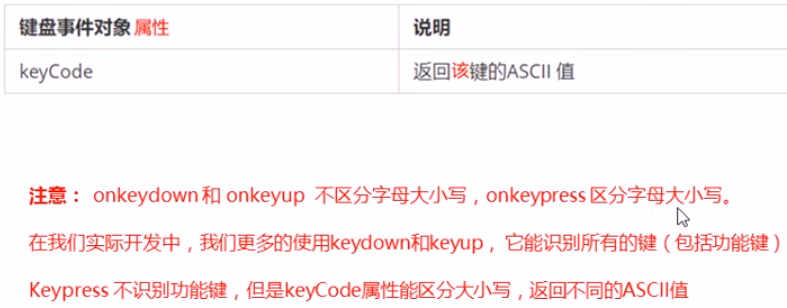 键盘事件对象 属性 说明
keyCode 返回该键的ASCII 值
注意： onkeydown 和 onkeyup 不区分字母大小写，onkeypress 区分字母大小写。
在我们实际开发中，我们更多的使用keydown和keyup， 它能识别所有的键（包括功能键）
Keypress 不识别功能键，但是keyCode属性能区分大小写，返回不同的ASCII值